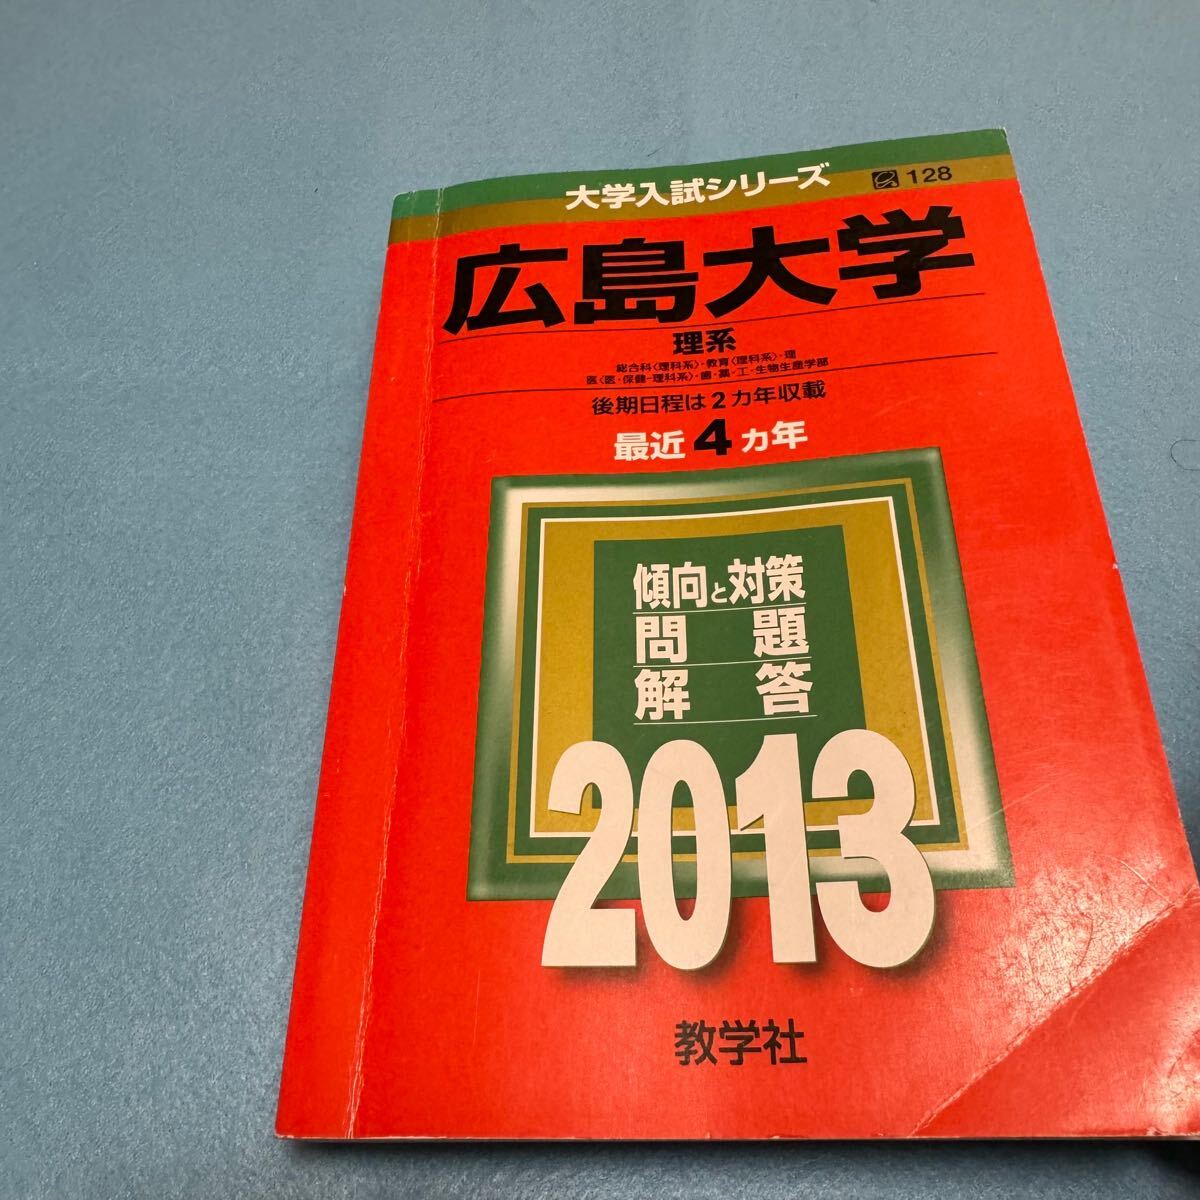 大学入試シリーズ 128
広島大学
理系
総合科〈理科系〉・教育〈理科系〉・理
医〈医・保健-理科系〉・歯・薬・工・生物生産学部
後期日程は2カ年収載
最近4カ年
傾向と対策
問題
解答
2013
教学社